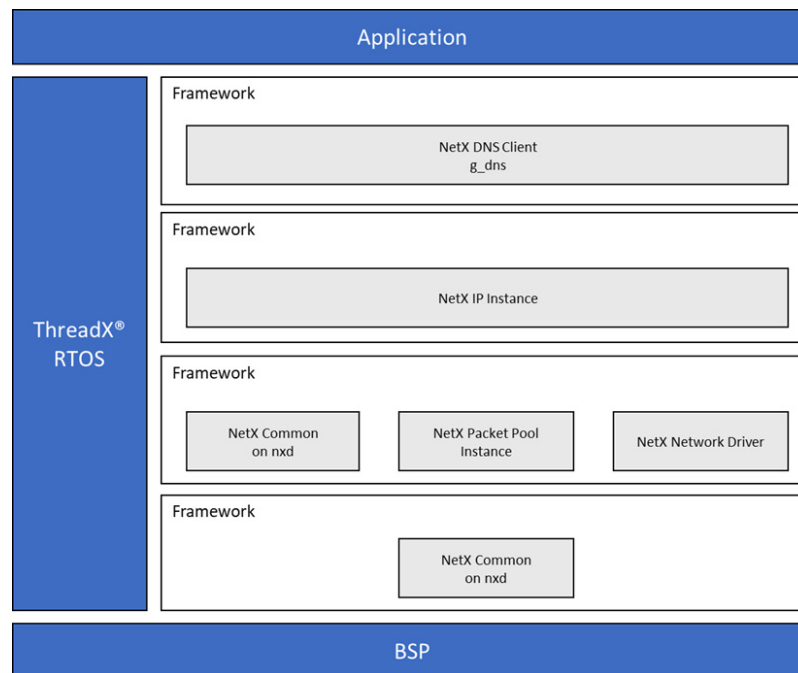 Application
ThreadX®
RTOS
Framework
NetX DNS Client
g_dns
Framework
NetX IP Instance
Framework
NetX Common
on nxd
NetX Packet Pool
Instance
NetX Network Driver
Framework
NetX Common
on nxd
BSP